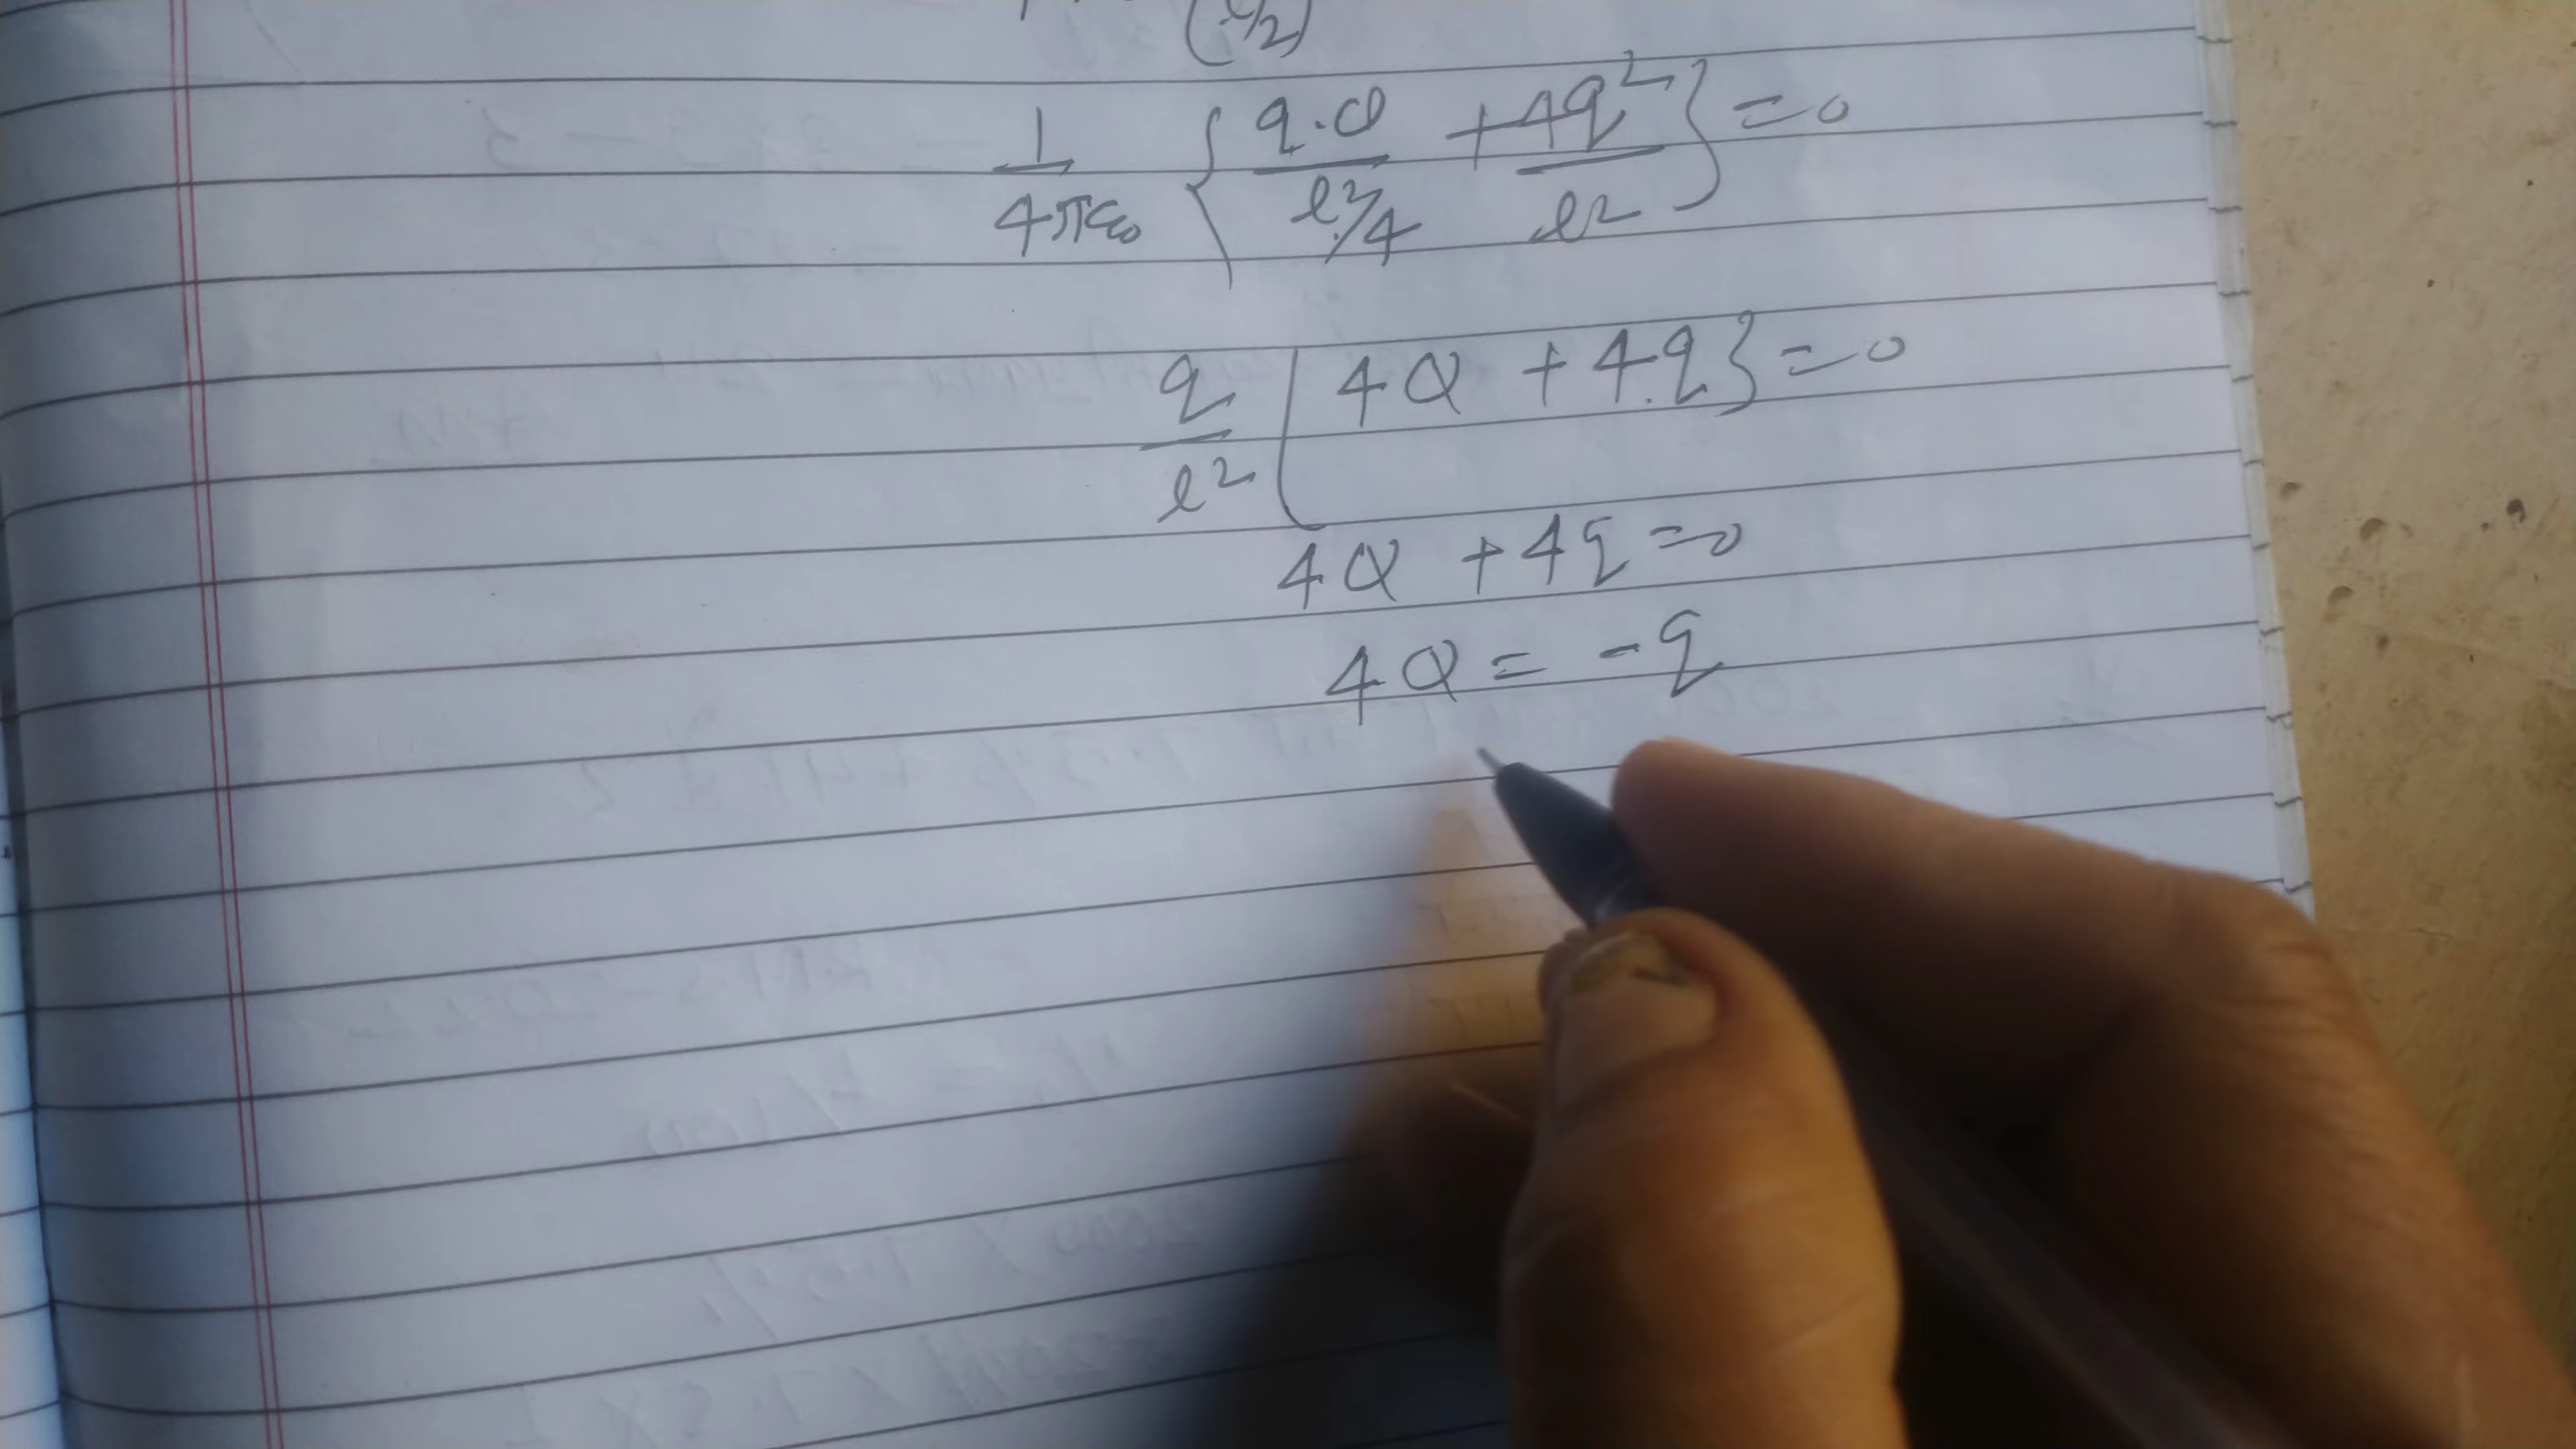 (l/2)
1/4πε₀ { q.Q/l²/4 + 4q²/l² } = 0
q/l² [ 4Q + 4.q } = 0
4Q + 4q = 0
4Q = -q